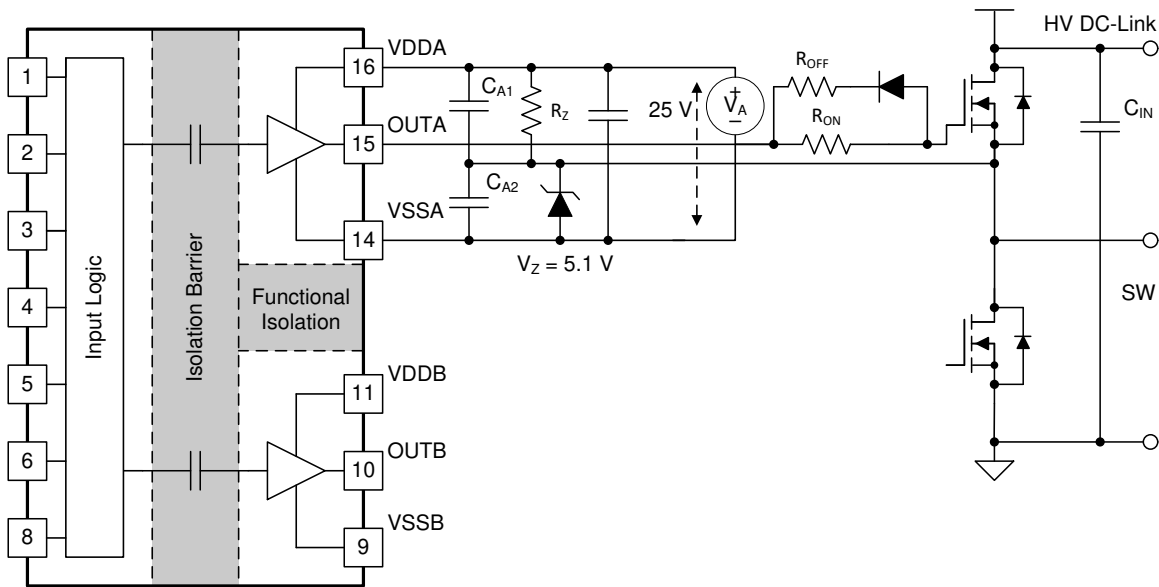 1
2
3
4
5
6
8
Input Logic
Isolation Barrier
Functional
Isolation
16
VDDA
15
OUTA
14
VSSA
11
VDDB
10
OUTB
9
VSSB
CA1
CA2
RZ
VZ = 5.1 V
25 V
+
VA
−
ROFF
RON
HV DC-Link
CIN
SW